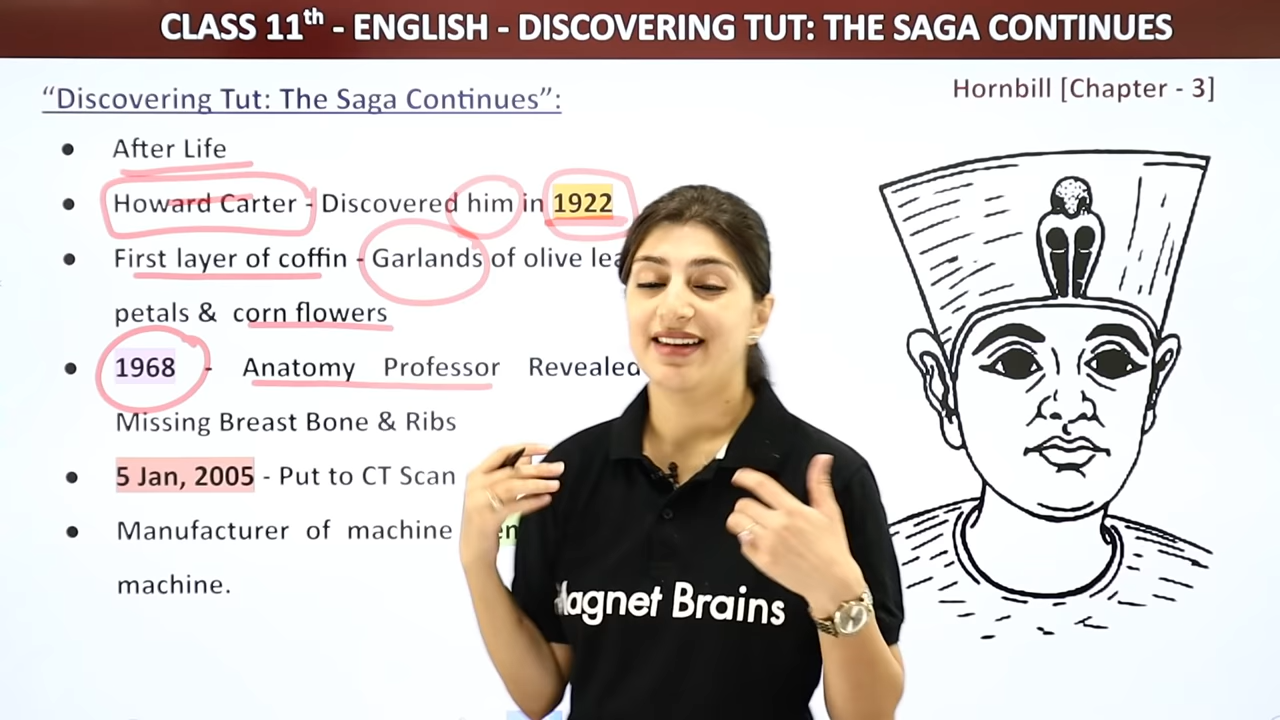 CLASS 11th - ENGLISH - DISCOVERING TUT: THE SAGA CONTINUES
“Discovering Tut: The Saga Continues”:
Hornbill [Chapter - 3]
● After Life
● Howard Carter - Discovered him in 1922
● First layer of coffin - Garlands of olive
petals & corn flowers
● 1968 - Anatomy Professor Revealed
Missing Breast Bone & Ribs
● 5 Jan, 2005 - Put to CT Scan
● Manufacturer of machine
machine.
Magnet Brains